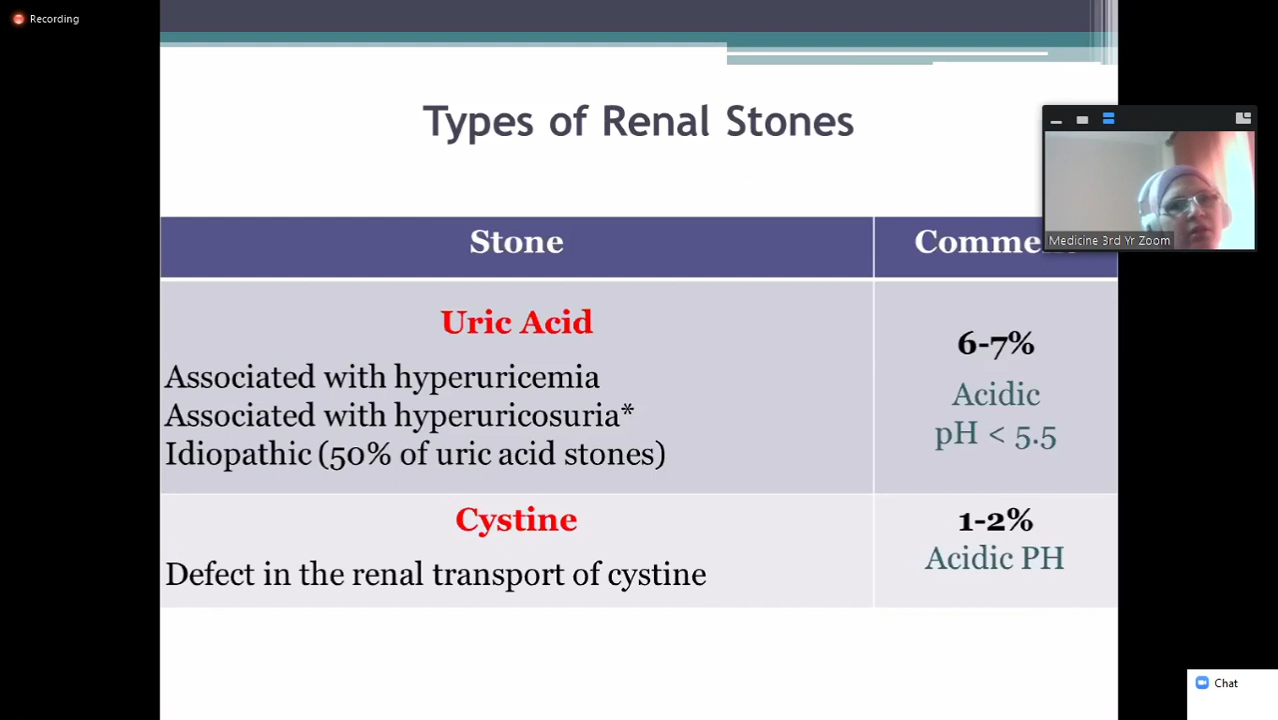 Recording
Types of Renal Stones
Medicine 3rd Yr Zoom
Stone
Uric Acid
Associated with hyperuricemia
Associated with hyperuricosuria*
Idiopathic (50% of uric acid stones)
6-7%
Acidic
pH < 5.5
Cystine
Defect in the renal transport of cystine
1-2%
Acidic PH
Chat